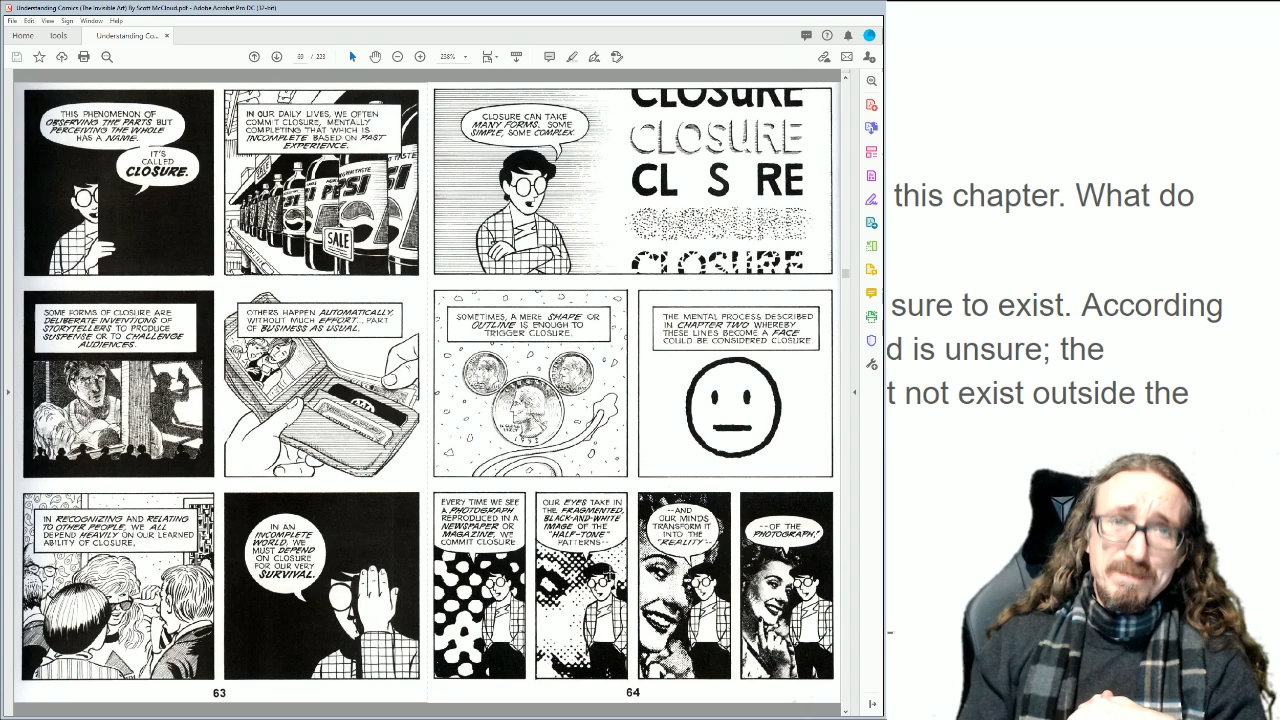 Understanding Comics (The Invisible Art) By Scott McCloud.pdf - Adobe Acrobat Pro DC (32-bit)
File Edit View Sign Window Help
Home Tools Understanding Co... ×
69 / 223 238%
THIS PHENOMENON OF
OBSERVING THE PARTS BUT
PERCEIVING THE WHOLE
HAS A NAME.
IT'S
CALLED
CLOSURE.
IN OUR DAILY LIVES, WE OFTEN
COMMIT CLOSURE, MENTALLY
COMPLETING THAT WHICH IS
INCOMPLETE BASED ON PAST
EXPERIENCE.
SALE
CLOSURE CAN TAKE
MANY FORMS. SOME
SIMPLE, SOME COMPLEX.
CLOSURE
CLOSURE
CL S RE
CLOSURE
SOME FORMS OF CLOSURE ARE
DELIBERATE INVENTIONS OF
STORYTELLERS TO PRODUCE
SUSPENSE OR TO CHALLENGE
AUDIENCES.
OTHERS HAPPEN AUTOMATICALLY,
WITHOUT MUCH EFFORT... PART
OF BUSINESS AS USUAL.
SOMETIMES, A MERE SHAPE OR
OUTLINE IS ENOUGH TO
TRIGGER CLOSURE.
THE MENTAL PROCESS DESCRIBED
IN CHAPTER TWO WHEREBY
THESE LINES BECOME A FACE
COULD BE CONSIDERED CLOSURE.
IN RECOGNIZING AND RELATING
TO OTHER PEOPLE, WE ALL
DEPEND HEAVILY ON OUR LEARNED
ABILITY OF CLOSURE.
IN AN
INCOMPLETE
WORLD, WE
MUST DEPEND
ON CLOSURE
FOR OUR VERY
SURVIVAL.
EVERY TIME WE SEE
A PHOTOGRAPH
REPRODUCED IN A
NEWSPAPER OR
MAGAZINE, WE
COMMIT CLOSURE
OUR EYES TAKE IN
THE FRAGMENTED,
BLACK-AND-WHITE
IMAGE OF THE
"HALF-TONE"
PATTERNS--
--AND
OUR MINDS
TRANSFORM IT
INTO THE
"REALITY"--
--OF THE
PHOTOGRAPH!
63
64
this chapter. What do
sure to exist. According
d is unsure; the
t not exist outside the